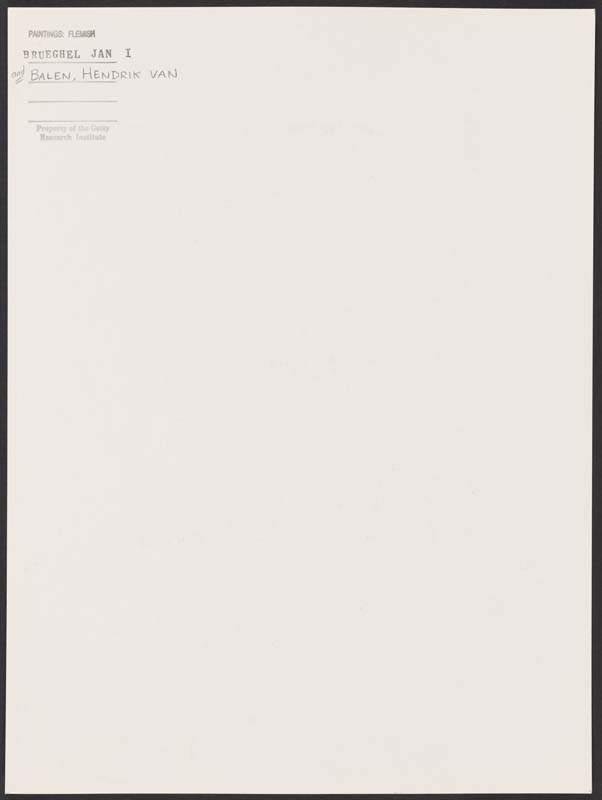 PAINTINGS: FLEMISH
BRUEGHEL JAN I
and BALEN, HENDRIK VAN
Property of the Getty
Research Institute